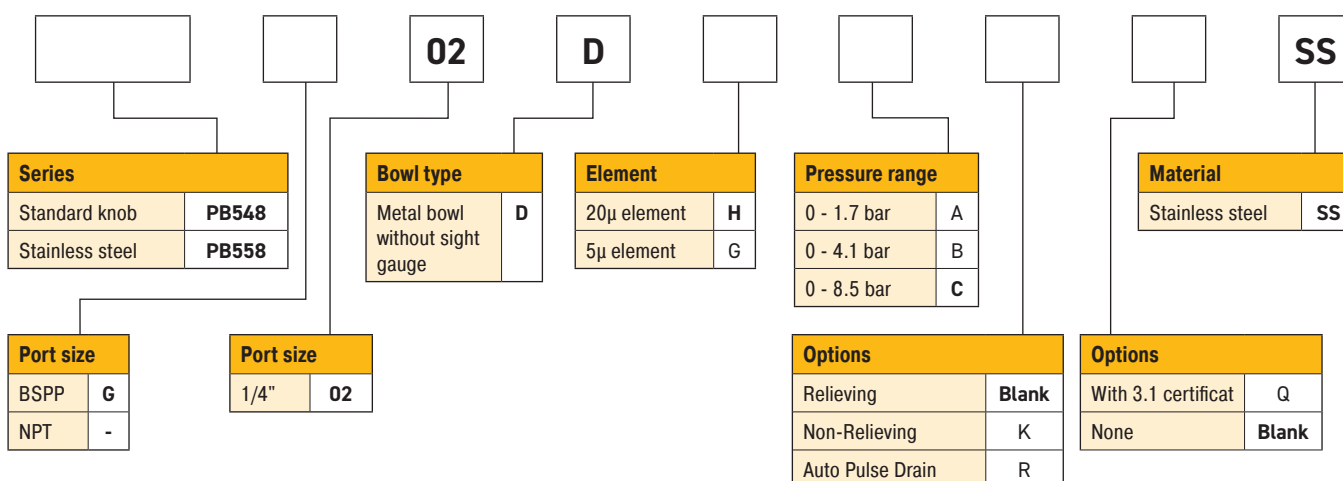 02 D SS
Series
Standard knob PB548
Stainless steel PB558
Bowl type
Metal bowl D
without sight
gauge
Element
20µ element H
5µ element G
Pressure range
0 - 1.7 bar A
0 - 4.1 bar B
0 - 8.5 bar C
Material
Stainless steel SS
Port size
BSPP G
NPT -
Port size
1/4" 02
Options
Relieving Blank
Non-Relieving K
Auto Pulse Drain R
Options
With 3.1 certificat Q
None Blank